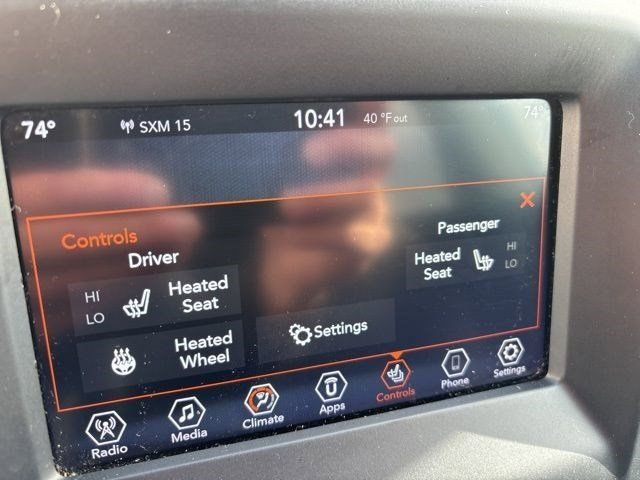 74°
SXM 15
10:41
40 °F out
74°
Controls
Driver
Passenger
HI
LO
Heated
Seat
Heated
Seat
HI
LO
Heated
Wheel
Settings
Radio
Media
Climate
Apps
Controls
Phone
Settings